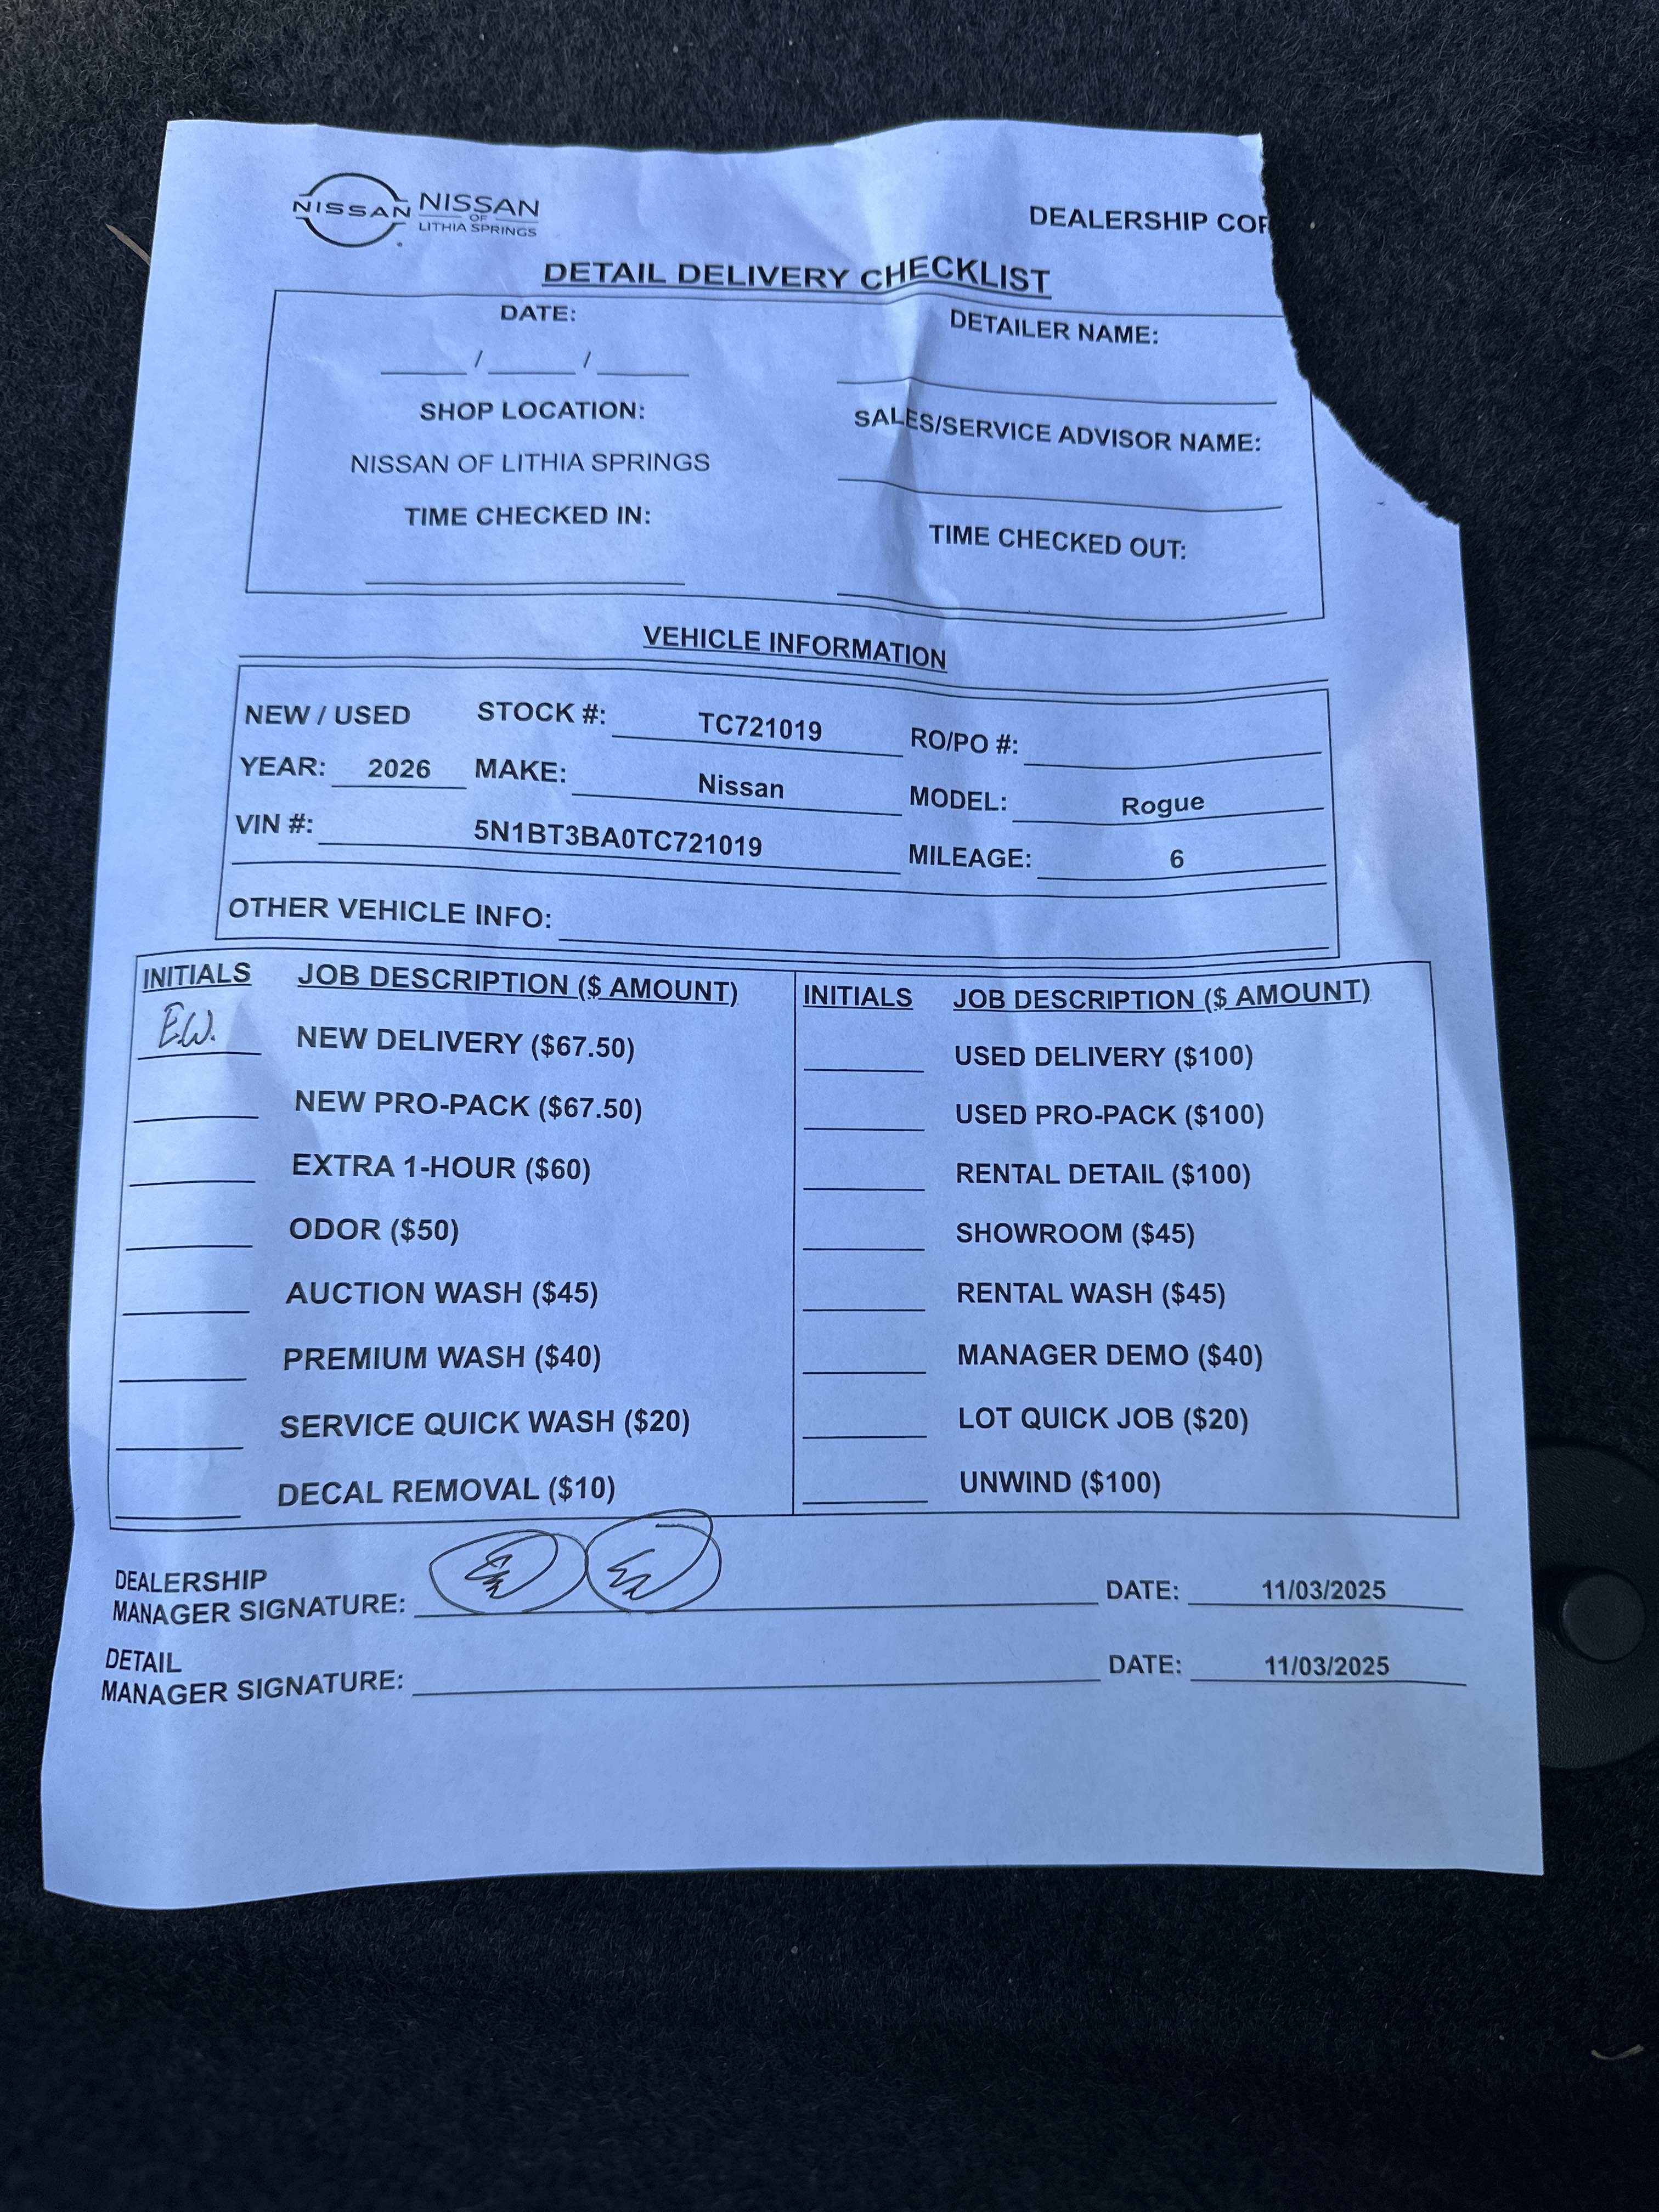 NISSAN NISSAN
OF
LITHIA SPRINGS
DEALERSHIP COP
DETAIL DELIVERY CHECKLIST
DATE: DETAILER NAME:
/ /
SHOP LOCATION: SALES/SERVICE ADVISOR NAME:
NISSAN OF LITHIA SPRINGS
TIME CHECKED IN: TIME CHECKED OUT:
VEHICLE INFORMATION
NEW / USED STOCK #: TC721019 RO/PO #:
YEAR: 2026 MAKE: Nissan MODEL: Rogue
VIN #: 5N1BT3BA0TC721019 MILEAGE: 6
OTHER VEHICLE INFO:
INITIALS JOB DESCRIPTION ($ AMOUNT) INITIALS JOB DESCRIPTION ($ AMOUNT)
E.W. NEW DELIVERY ($67.50) USED DELIVERY ($100)
NEW PRO-PACK ($67.50) USED PRO-PACK ($100)
EXTRA 1-HOUR ($60) RENTAL DETAIL ($100)
ODOR ($50) SHOWROOM ($45)
AUCTION WASH ($45) RENTAL WASH ($45)
PREMIUM WASH ($40) MANAGER DEMO ($40)
SERVICE QUICK WASH ($20) LOT QUICK JOB ($20)
DECAL REMOVAL ($10) UNWIND ($100)
DEALERSHIP
MANAGER SIGNATURE: DATE: 11/03/2025
DETAIL
MANAGER SIGNATURE: DATE: 11/03/2025